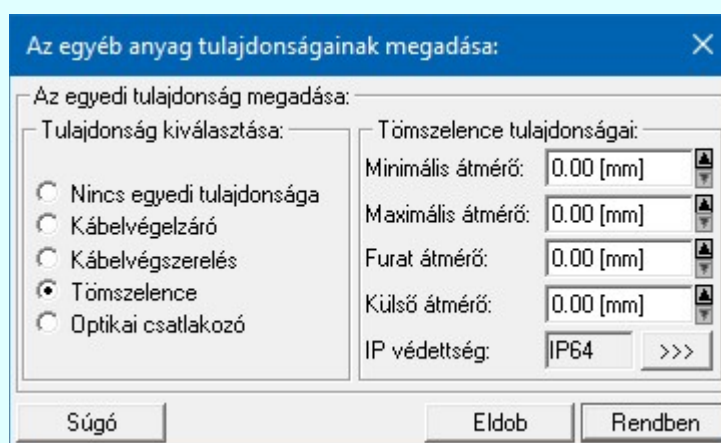 Az egyéb anyag tulajdonságainak megadása:
Az egyedi tulajdonság megadása:
Tulajdonság kiválasztása:
Nincs egyedi tulajdonsága
Kábelvégelzáró
Kábelvégszerelés
Tömszelence
Optikai csatlakozó
Tömszelence tulajdonságai:
Minimális átmérő: 0.00 [mm]
Maximális átmérő: 0.00 [mm]
Furat átmérő: 0.00 [mm]
Külső átmérő: 0.00 [mm]
IP védettség: IP64 >>>
Súgó Eldob Rendben